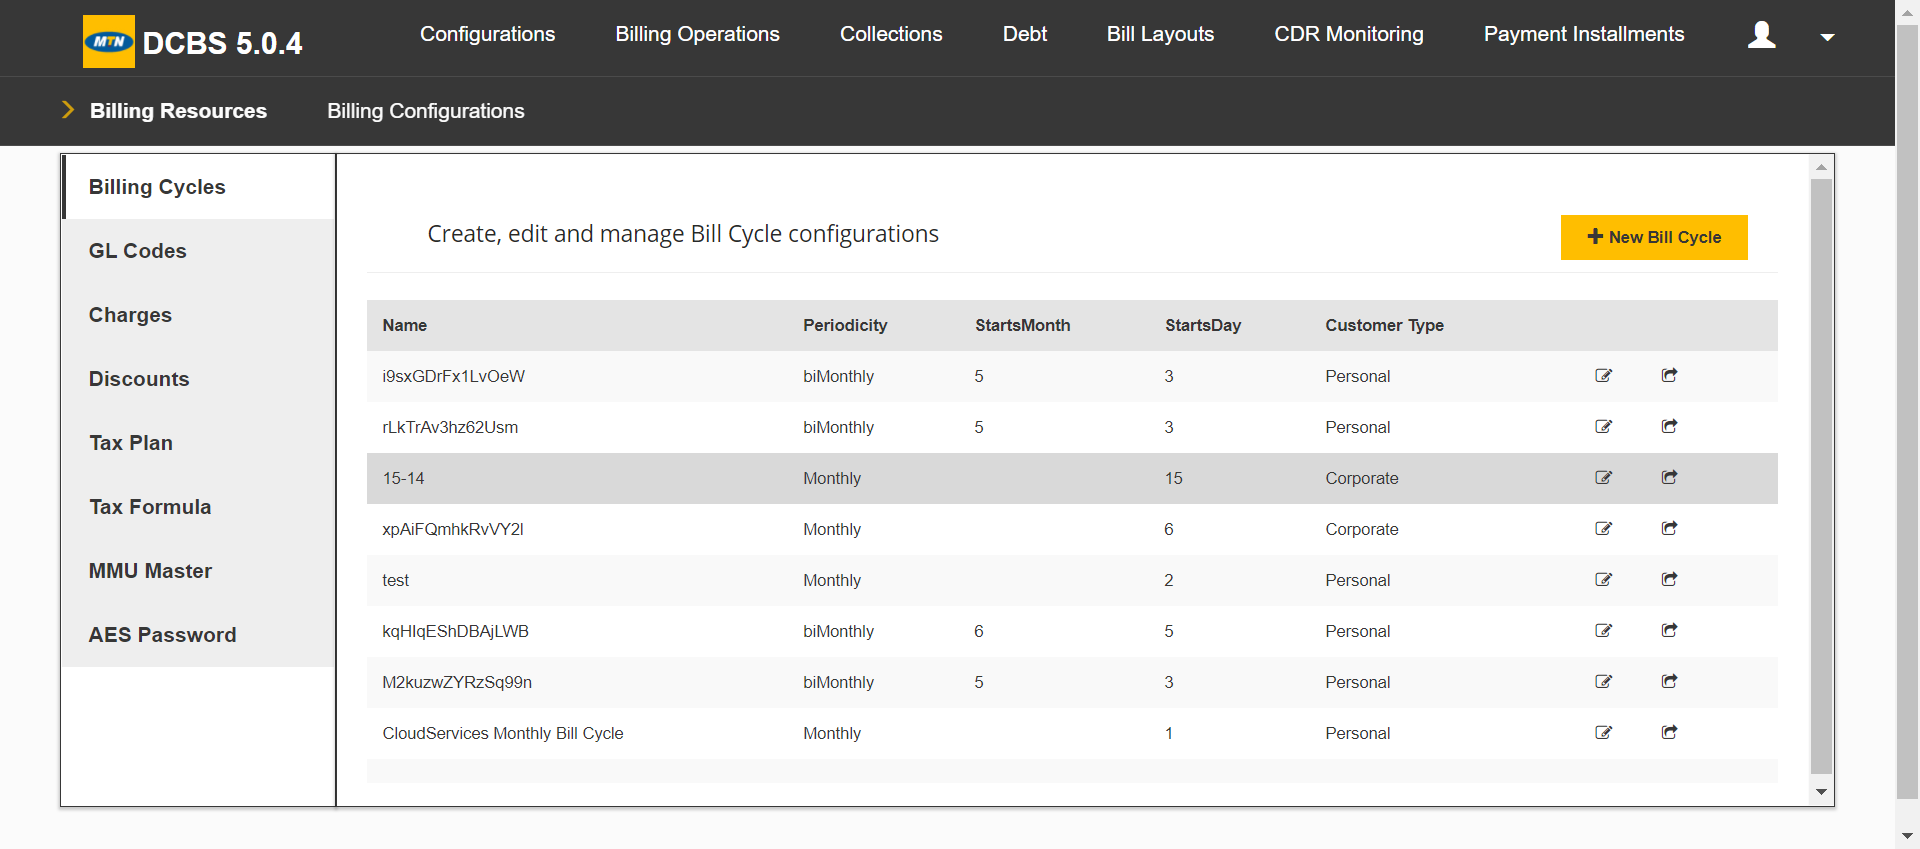 MTN DCBS 5.0.4 Configurations Billing Operations Collections Debt Bill Layouts CDR Monitoring Payment Installments
Billing Resources Billing Configurations
Billing Cycles
GL Codes
Charges
Discounts
Tax Plan
Tax Formula
MMU Master
AES Password
Create, edit and manage Bill Cycle configurations
New Bill Cycle
Name Periodicity StartsMonth StartsDay Customer Type
i9sxGDrFx1LvOeW biMonthly 5 3 Personal
rLkTrAv3hz62Usm biMonthly 5 3 Personal
15-14 Monthly 15 Corporate
xpAiFQmhkRvVY2l Monthly 6 Corporate
test Monthly 2 Personal
kqHIqEShDBAjLWB biMonthly 6 5 Personal
M2kuzwZYRzSq99n biMonthly 5 3 Personal
CloudServices Monthly Bill Cycle Monthly 1 Personal